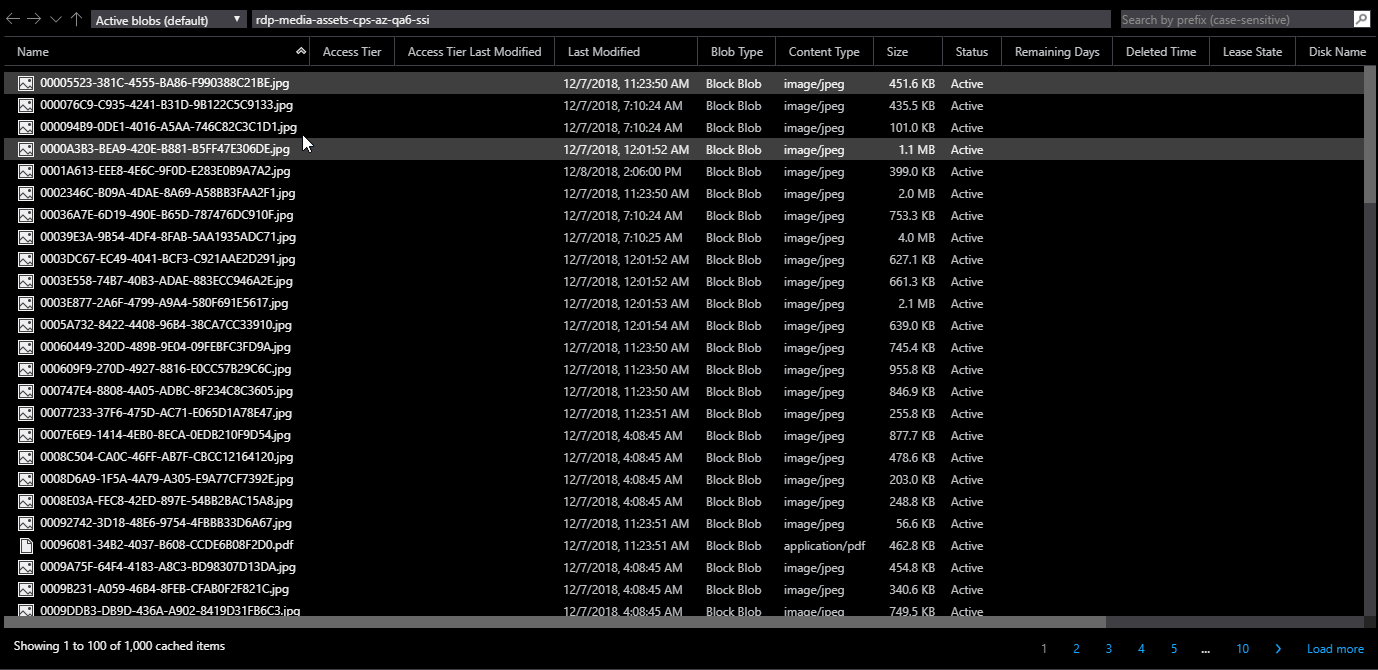 Active blobs (default) rdp-media-assets-cps-az-qa6-ssi Search by prefix (case-sensitive)
Name Access Tier Access Tier Last Modified Last Modified Blob Type Content Type Size Status Remaining Days Deleted Time Lease State Disk Name
00005523-381C-4555-BA86-F990388C21BE.jpg 12/7/2018, 11:23:50 AM Block Blob image/jpeg 451.6 KB Active
000076C9-C935-4241-B31D-9B122C5C9133.jpg 12/7/2018, 7:10:24 AM Block Blob image/jpeg 435.5 KB Active
000094B9-0DE1-4016-A5AA-746C82C3C1D1.jpg 12/7/2018, 7:10:24 AM Block Blob image/jpeg 101.0 KB Active
0000A3B3-BEA9-420E-B881-B5FF47E306DE.jpg 12/7/2018, 12:01:52 AM Block Blob image/jpeg 1.1 MB Active
0001A613-EEE8-4E6C-9F0D-E283E0B9A7A2.jpg 12/8/2018, 2:06:00 PM Block Blob image/jpeg 399.0 KB Active
0002346C-B09A-4DAE-8A69-A58BB3FAA2F1.jpg 12/7/2018, 11:23:50 AM Block Blob image/jpeg 2.0 MB Active
00036A7E-6D19-490E-B65D-787476DC910F.jpg 12/7/2018, 7:10:24 AM Block Blob image/jpeg 753.3 KB Active
00039E3A-9B54-4DF4-8FAB-5AA1935ADC71.jpg 12/7/2018, 7:10:25 AM Block Blob image/jpeg 4.0 MB Active
0003DC67-EC49-4041-BCF3-C921AAE2D291.jpg 12/7/2018, 12:01:52 AM Block Blob image/jpeg 627.1 KB Active
0003E558-74B7-40B3-ADAE-883ECC946A2E.jpg 12/7/2018, 12:01:52 AM Block Blob image/jpeg 661.3 KB Active
0003E877-2A6F-4799-A9A4-580F691E5617.jpg 12/7/2018, 12:01:53 AM Block Blob image/jpeg 2.1 MB Active
0005A732-8422-4408-96B4-38CA7CC33910.jpg 12/7/2018, 12:01:54 AM Block Blob image/jpeg 639.0 KB Active
00060449-320D-489B-9E04-09FEBFC3FD9A.jpg 12/7/2018, 11:23:50 AM Block Blob image/jpeg 745.4 KB Active
000609F9-270D-4927-8816-E0CC57B29C6C.jpg 12/7/2018, 11:23:50 AM Block Blob image/jpeg 955.8 KB Active
000747E4-8808-4A05-ADBC-8F234C8C3605.jpg 12/7/2018, 11:23:50 AM Block Blob image/jpeg 846.9 KB Active
00077233-37F6-475D-AC71-E065D1A78E47.jpg 12/7/2018, 11:23:51 AM Block Blob image/jpeg 255.8 KB Active
0007E6E9-1414-4EB0-8ECA-0EDB210F9D54.jpg 12/7/2018, 4:08:45 AM Block Blob image/jpeg 877.7 KB Active
0008C504-CA0C-46FF-AB7F-CBCC12164120.jpg 12/7/2018, 4:08:45 AM Block Blob image/jpeg 478.6 KB Active
0008D6A9-1F5A-4A79-A305-E9A77CF7392E.jpg 12/7/2018, 4:08:45 AM Block Blob image/jpeg 203.0 KB Active
0008E03A-FEC8-42ED-897E-54BB2BAC15A8.jpg 12/7/2018, 4:08:45 AM Block Blob image/jpeg 248.8 KB Active
00092742-3D18-48E6-9754-4FBBB33D6A67.jpg 12/7/2018, 11:23:51 AM Block Blob image/jpeg 56.6 KB Active
00096081-34B2-4037-B608-CCDE6B08F2D0.pdf 12/7/2018, 11:23:51 AM Block Blob application/pdf 462.8 KB Active
0009A75F-64F4-4183-A8C3-BD98307D13DA.jpg 12/7/2018, 4:08:45 AM Block Blob image/jpeg 454.8 KB Active
0009B231-A059-46B4-8FEB-CFAB0F2F821C.jpg 12/7/2018, 4:08:45 AM Block Blob image/jpeg 340.6 KB Active
0009DDB3-DB9D-436A-A902-8419D31FB6C3.jpg 12/7/2018, 4:08:45 AM Block Blob image/jpeg 749.5 KB Active
Showing 1 to 100 of 1,000 cached items 1 2 3 4 5 ... 10 Load more